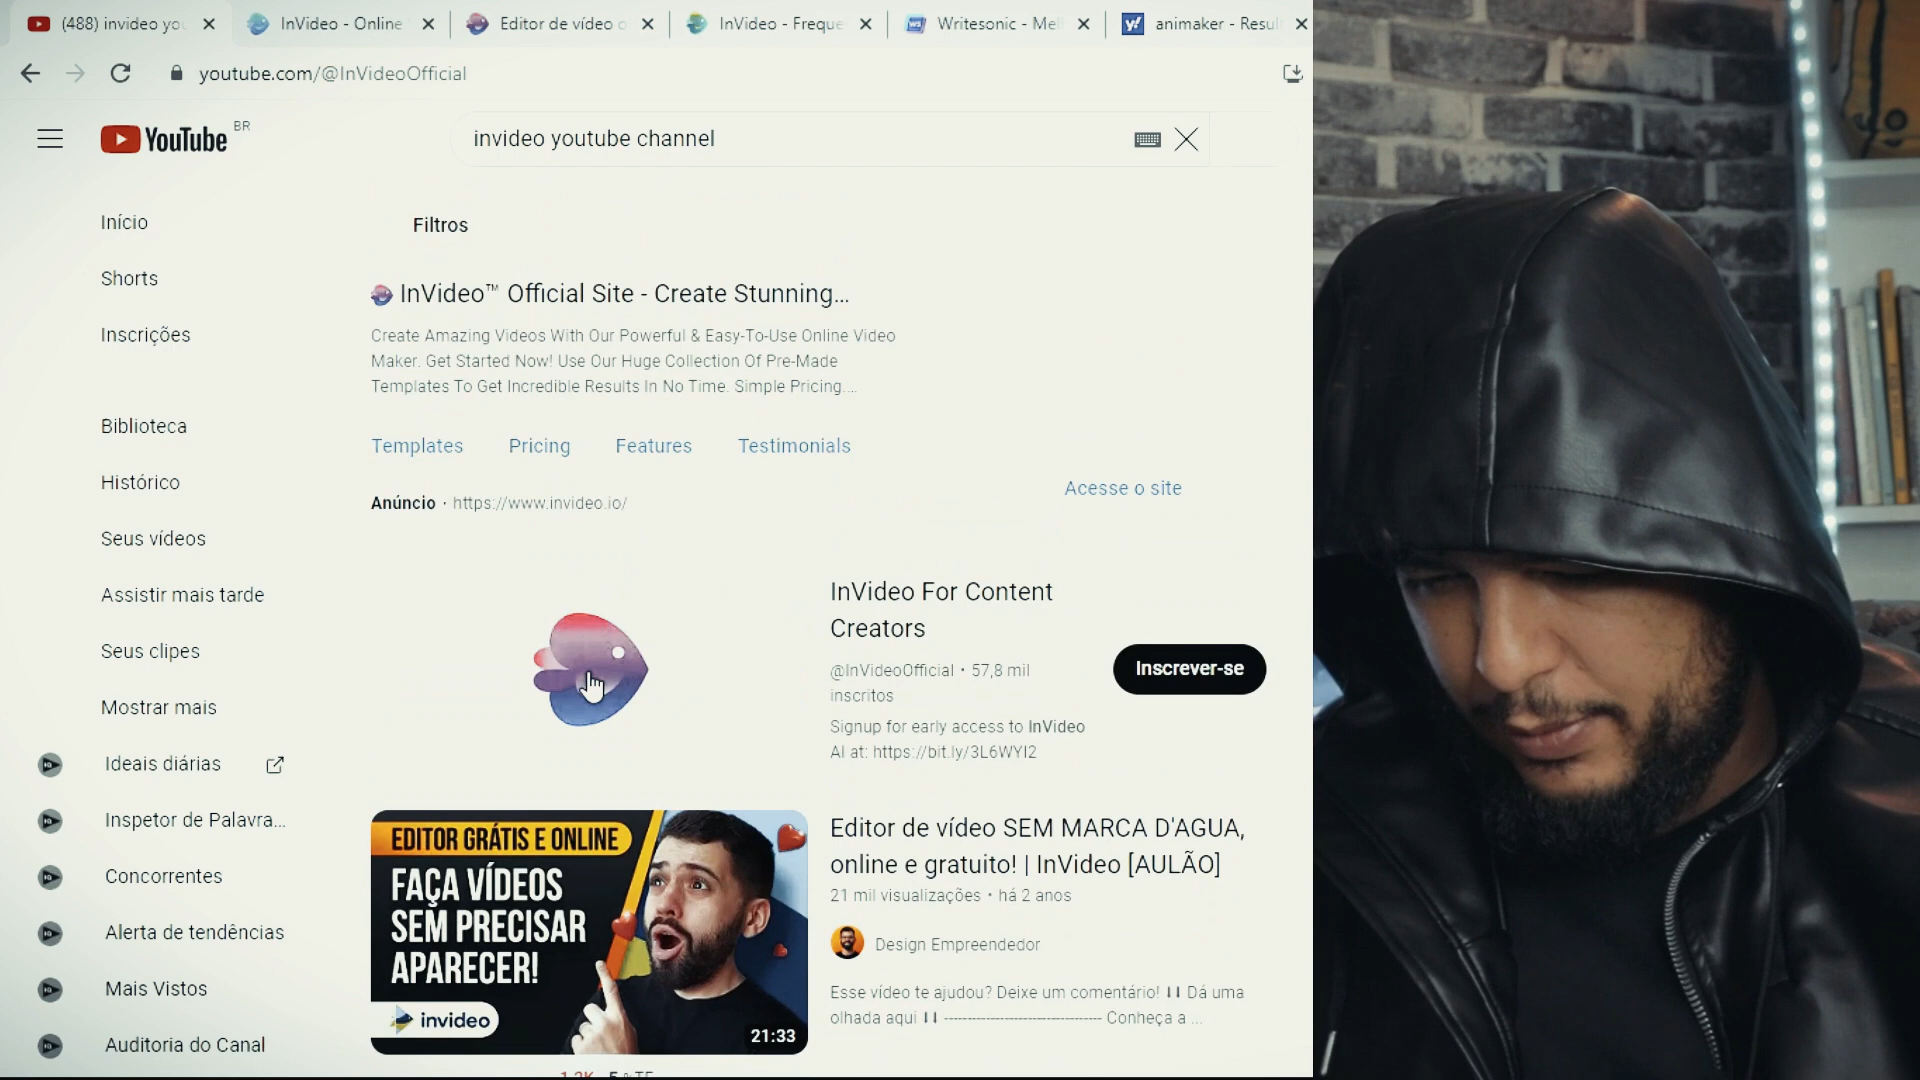 (488) invideo yo
InVideo - Online
Editor de vídeo o
InVideo - Freque
Writesonic - Mel
animaker - Resul
youtube.com/@InVideoOfficial
YouTube BR
invideo youtube channel
Início
Shorts
Inscrições
Biblioteca
Histórico
Seus vídeos
Assistir mais tarde
Seus clipes
Mostrar mais
Ideais diárias
Inspetor de Palavra...
Concorrentes
Alerta de tendências
Mais Vistos
Auditoria do Canal
Filtros
InVideo™ Official Site - Create Stunning...
Create Amazing Videos With Our Powerful & Easy-To-Use Online Video
Maker. Get Started Now! Use Our Huge Collection Of Pre-Made
Templates To Get Incredible Results In No Time. Simple Pricing....
Templates Pricing Features Testimonials
Acesse o site
Anúncio · https://www.invideo.io/
InVideo For Content
Creators
@InVideoOfficial • 57,8 mil
inscritos
Signup for early access to InVideo
AI at: https://bit.ly/3L6WYI2
Inscrever-se
EDITOR GRÁTIS E ONLINE
FAÇA VÍDEOS
SEM PRECISAR
APARECER!
invideo
21:33
Editor de vídeo SEM MARCA D'AGUA,
online e gratuito! | InVideo [AULÃO]
21 mil visualizações • há 2 anos
Design Empreendedor
Esse vídeo te ajudou? Deixe um comentário! ⬇⬇ Dá uma
olhada aqui ⬇⬇ ---------------------------------- Conheça a ...